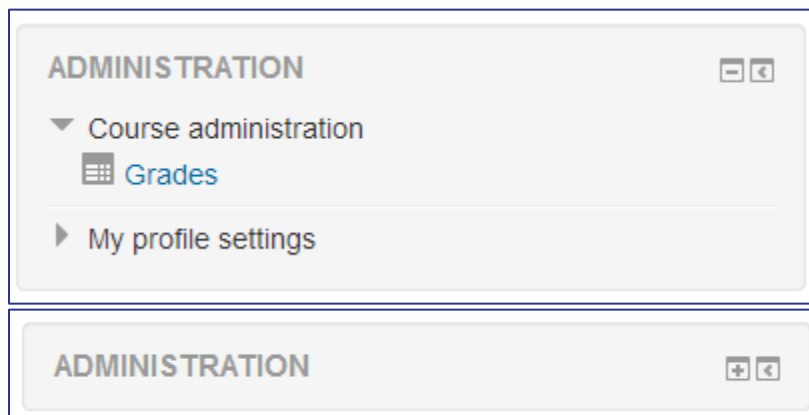 ADMINISTRATION
Course administration
Grades
My profile settings
ADMINISTRATION